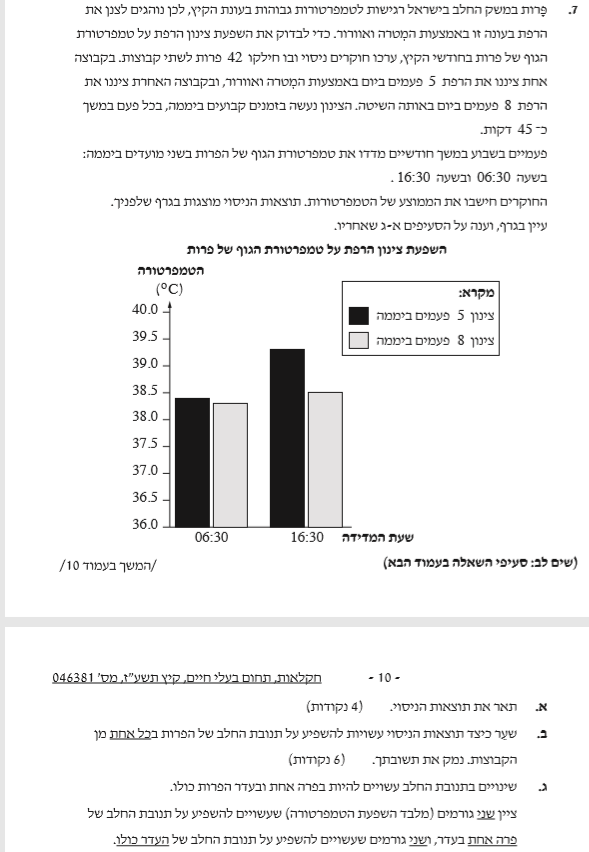 7. פָּרות במשק החלב בישראל רגישות לטמפרטורות גבוהות בעונת הקיץ, לכן נוהגים לצנן את
הרפת בעונה זו באמצעות המְטרה ואוורור. כדי לבדוק את השפעת צינון הרפת על טמפרטורת
הגוף של פרות בחודשי הקיץ, ערכו חוקרים ניסוי ובו חילקו 42 פרות לשתי קבוצות. בקבוצה
אחת ציננו את הרפת 5 פעמים ביום באמצעות המְטרה ואוורור, ובקבוצה האחרת ציננו את
הרפת 8 פעמים ביום באותה השיטה. הצינון נעשה בזמנים קבועים ביממה, בכל פעם במשך
כ־45 דקות.
פעמיים בשבוע במשך חודשיים מדדו את טמפרטורת הגוף של הפרות בשני מועדים ביממה:
בשעה 06:30 ובשעה 16:30 .
החוקרים חישבו את הממוצע של הטמפרטורות. תוצאות הניסוי מוצגות בגרף שלפניך.
עיין בגרף, וענה על הסעיפים א-ג שאחריו.
השפעת צינון הרפת על טמפרטורת הגוף של פרות
הטמפרטורה
(°C)
מקרא:
צינון 5 פעמים ביממה
צינון 8 פעמים ביממה
40.0
39.5
39.0
38.5
38.0
37.5
37.0
36.5
36.0
06:30 16:30 שעת המדידה
(שים לב: סעיפי השאלה בעמוד הבא)
/המשך בעמוד 10/
- 10 - חקלאות, תחום בעלי חיים, קיץ תשע"ז, מס' 046381
א. תאר את תוצאות הניסוי. (4 נקודות)
ב. שעֵר כיצד תוצאות הניסוי עשויות להשפיע על תנובת החלב של הפרות בכל אחת מן
הקבוצות. נמק את תשובתך. (6 נקודות)
ג. שינויים בתנובת החלב עשויים להיות בפרה אחת ובעדר הפרות כולו.
ציין שני גורמים (מלבד השפעת הטמפרטורה) שעשויים להשפיע על תנובת החלב של
פרה אחת בעדר, ושני גורמים שעשויים להשפיע על תנובת החלב של העדר כולו.